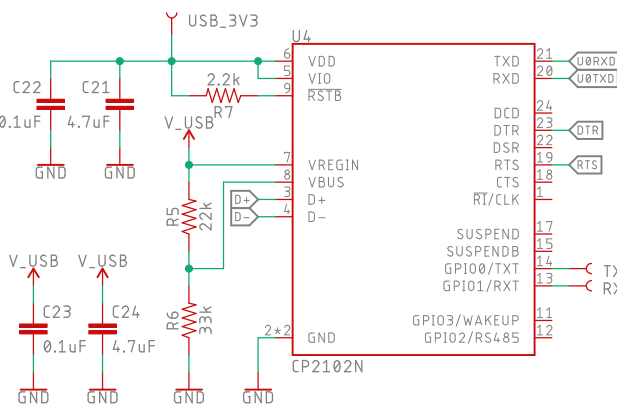 USB_3V3
U4
C22
0.1uF
GND
C21
4.7uF
GND
2.2k
R7
V_USB
R5
22k
R6
33k
GND
D+
D-
GND
6 VDD
5 VIO
9 RSTB
7 VREGIN
8 VBUS
3 D+
4 D-
2*2 GND
TXD 21 U0RXD
RXD 20 U0TXD
DCD 24
DTR 23 DTR
DSR 22
RTS 19 RTS
CTS 18
RI/CLK 1
SUSPEND 17
SUSPENDB 15
GPIO0/TXT 14 TX
GPIO1/RXT 13 RX
GPIO3/WAKEUP 11
GPIO2/RS485 12
CP2102N
V_USB
C23
0.1uF
GND
V_USB
C24
4.7uF
GND